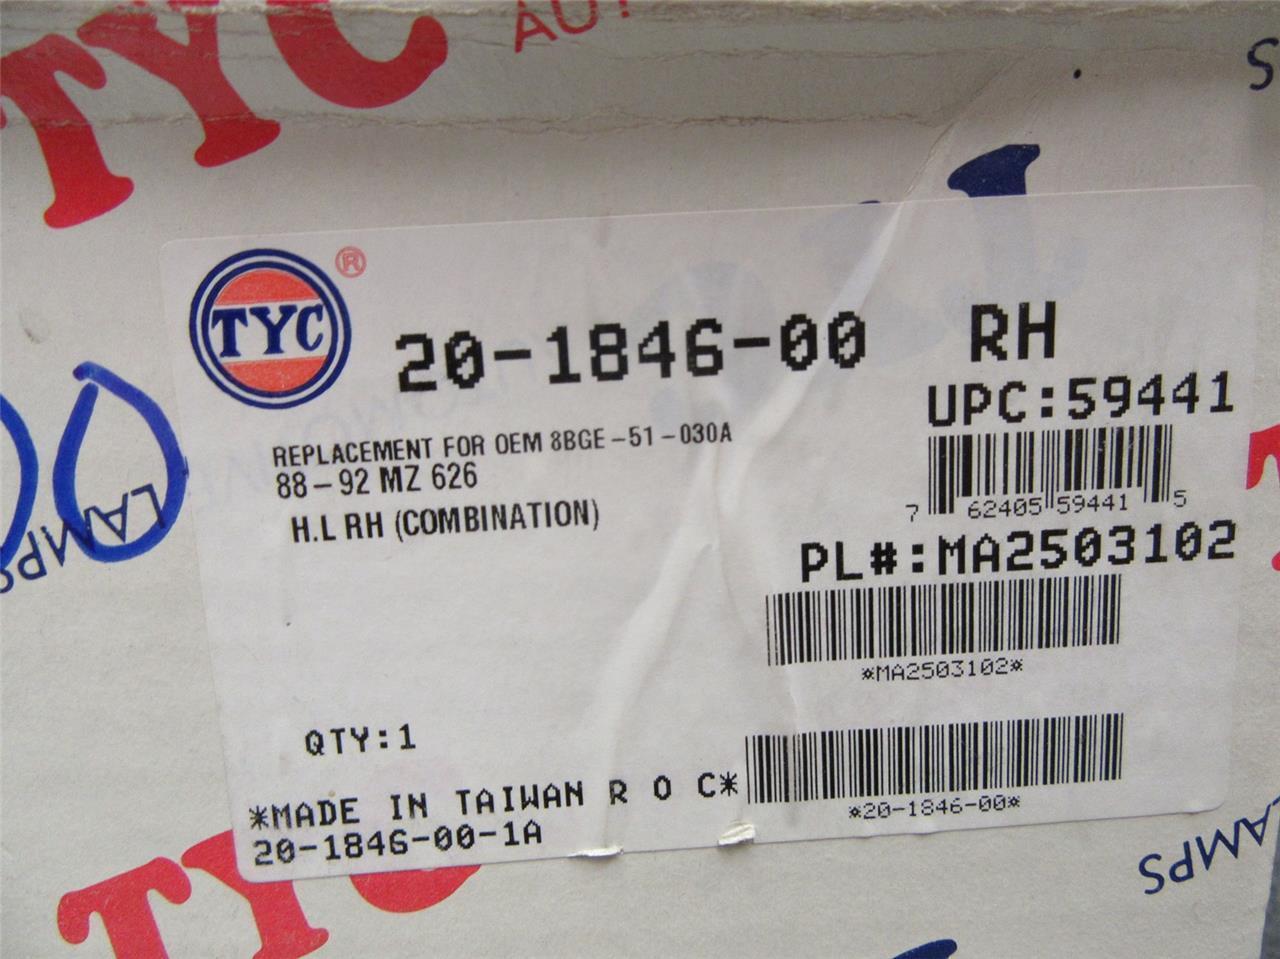 TYC
AU
S
TYC ®
20-1846-00 RH
UPC:59441
REPLACEMENT FOR OEM 8BGE-51-030A
88-92 MZ 626
H.L RH (COMBINATION)
7 62405 59441 5
PL#:MA2503102
*MA2503102*
LAMPS
QTY:1
*MADE IN TAIWAN R O C*
20-1846-00-1A
*20-1846-00*
LAMPS
TYC